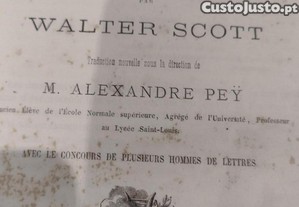 CustoJusto.pt
PAR
WALTER SCOTT
Traduction nouvelle sous la direction de
M. ALEXANDRE PEŸ
Ancien Élève de l'École Normale supérieure, Agrégé de l'Université, Professeur
au Lycée Saint-Louis
AVEC LE CONCOURS DE PLUSIEURS HOMMES DE LETTRES